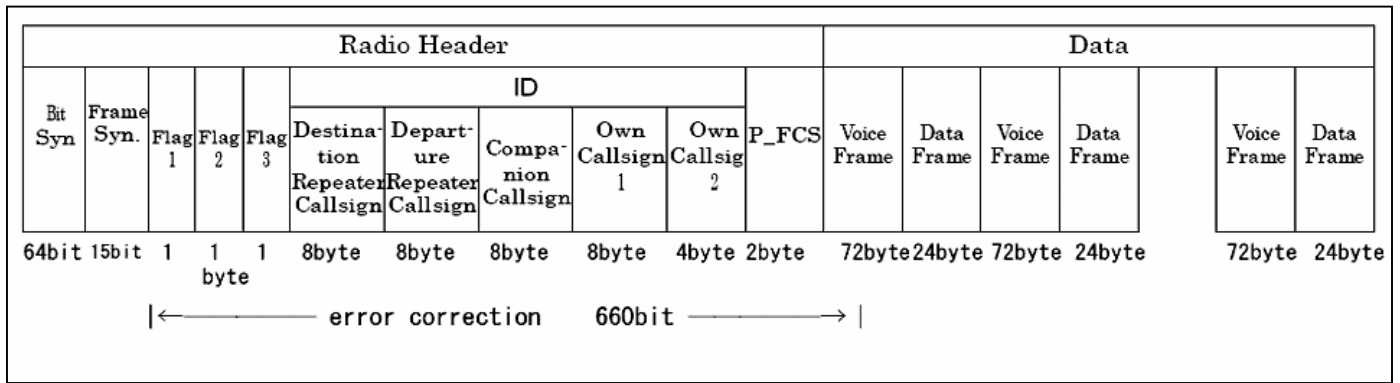 Radio Header
Data
Bit
Syn
Frame
Syn.
Flag
1
Flag
2
Flag
3
ID
Destina-
tion
Repeater
Callsign
Depart-
ure
Repeater
Callsign
Compa-
nion
Callsign
Own
Callsign
1
Own
Callsig
2
P_FCS
Voice
Frame
Data
Frame
Voice
Frame
Data
Frame
Voice
Frame
Data
Frame
64bit 15bit 1 1 1 8byte 8byte 8byte 8byte 4byte 2byte 72byte 24byte 72byte 24byte 72byte 24byte
byte
error correction 660bit